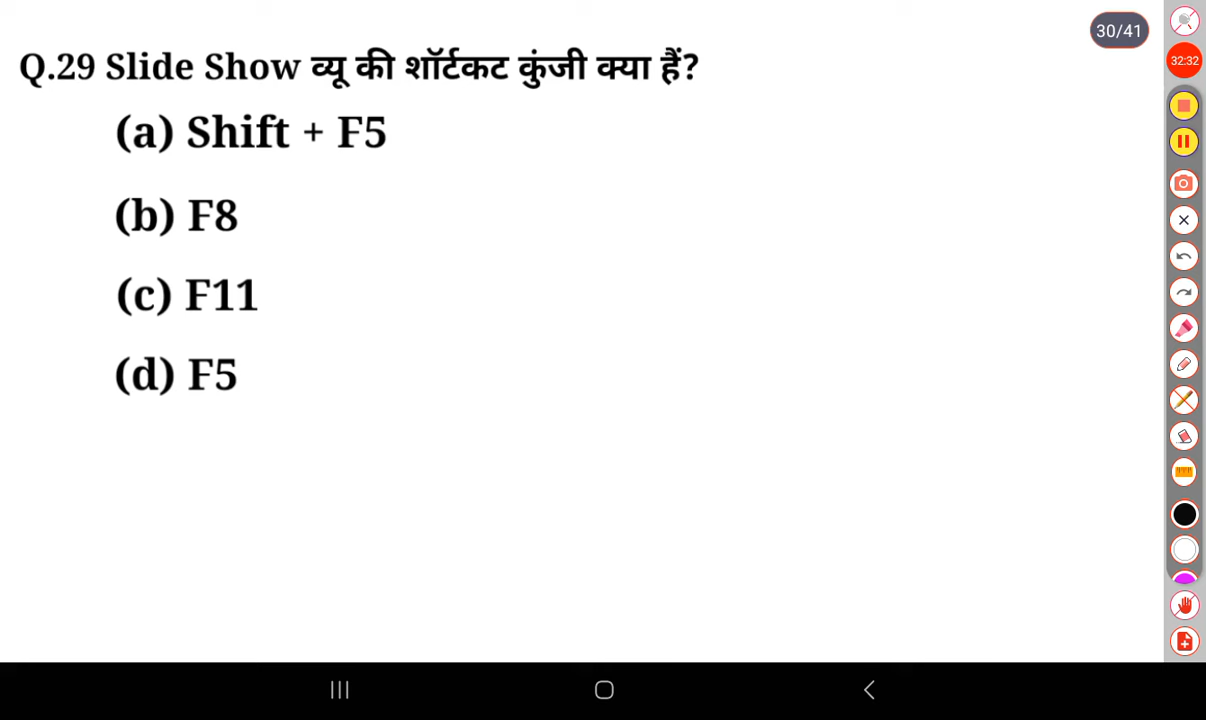 30/41
32:32
Q.29 Slide Show व्यू की शॉर्टकट कुंजी क्या हैं?
(a) Shift + F5
(b) F8
(c) F11
(d) F5